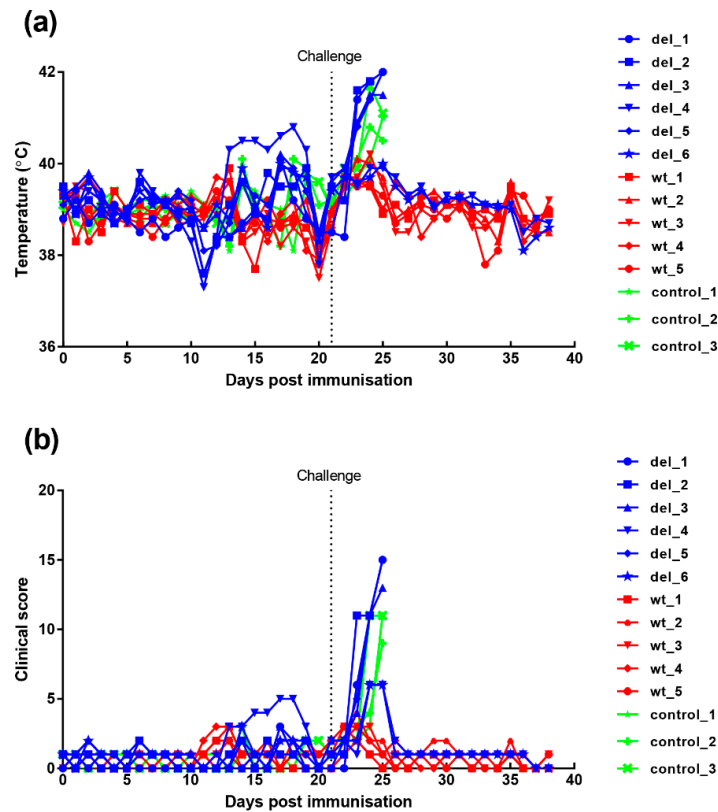 (a)
Challenge
42
40
38
36
Temperature (°C)
0 5 10 15 20 25 30 35 40
Days post immunisation
del_1
del_2
del_3
del_4
del_5
del_6
wt_1
wt_2
wt_3
wt_4
wt_5
control_1
control_2
control_3
(b)
Challenge
20
15
10
5
0
Clinical score
0 5 10 15 20 25 30 35 40
Days post immunisation
del_1
del_2
del_3
del_4
del_5
del_6
wt_1
wt_2
wt_3
wt_4
wt_5
control_1
control_2
control_3